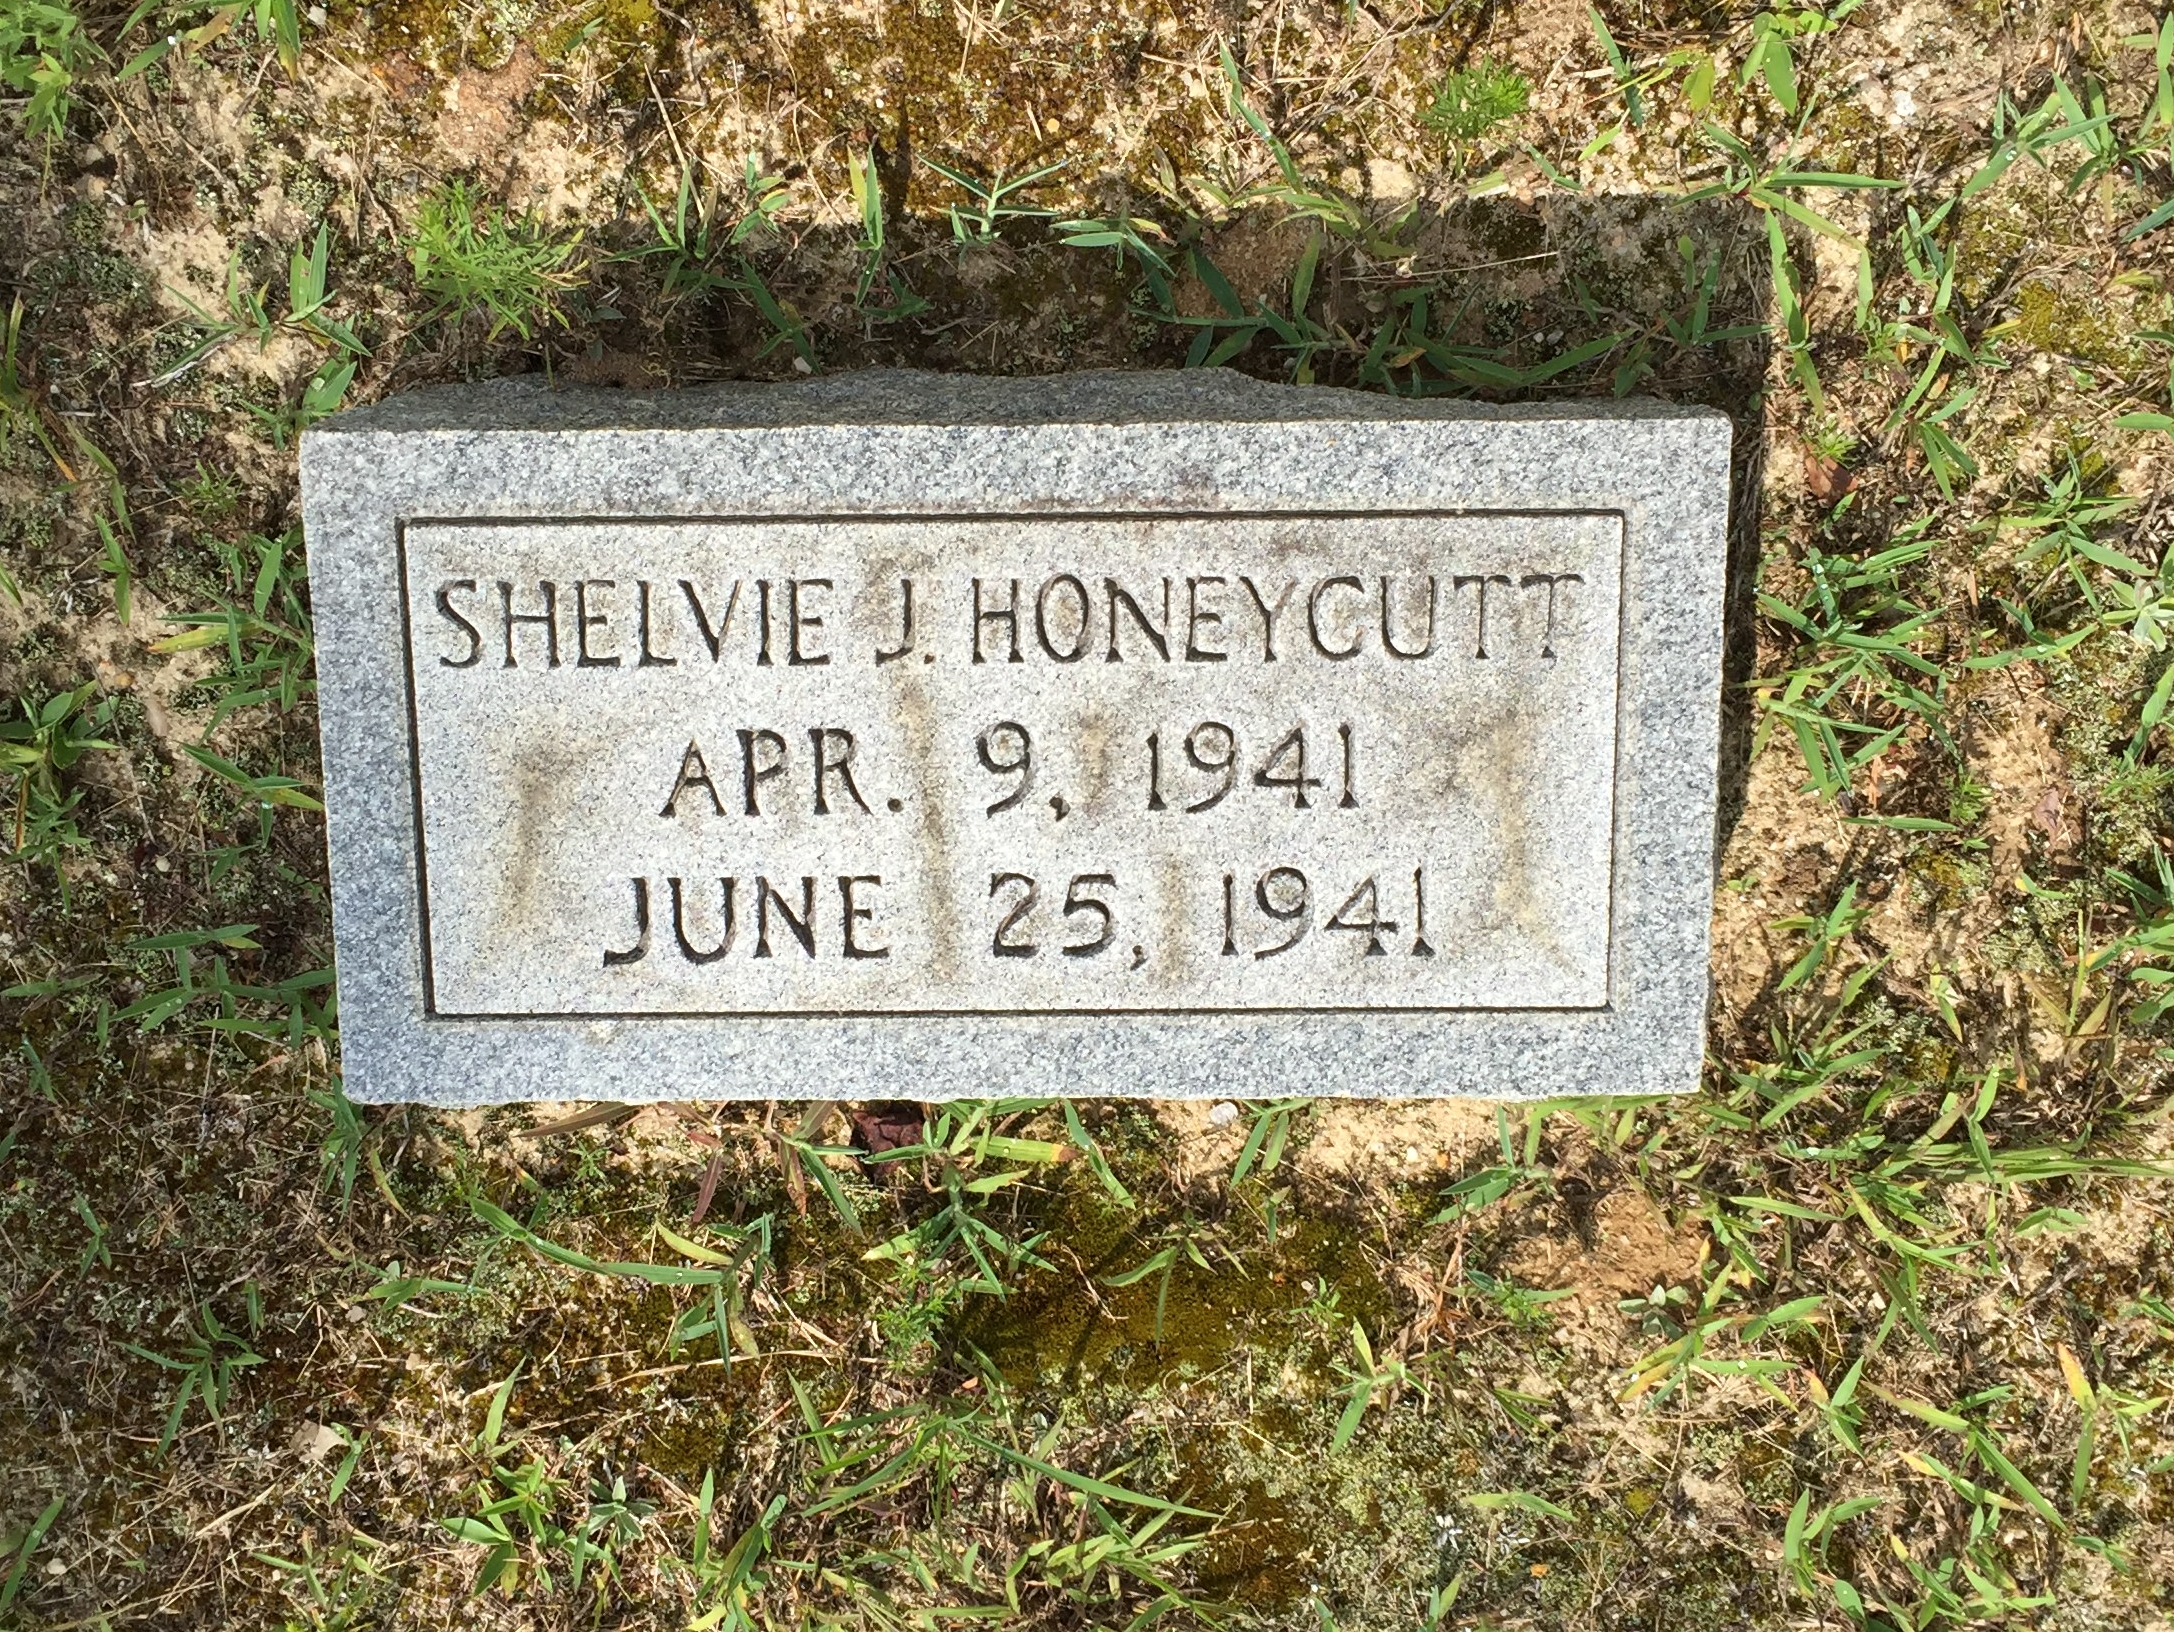 SHELVIE J. HONEYCUTT
APR. 9, 1941
JUNE 25, 1941